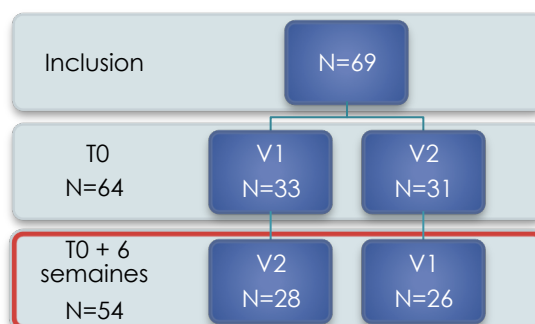 Inclusion
N=69
T0
N=64
V1
N=33
V2
N=31
T0 + 6
semaines
N=54
V2
N=28
V1
N=26